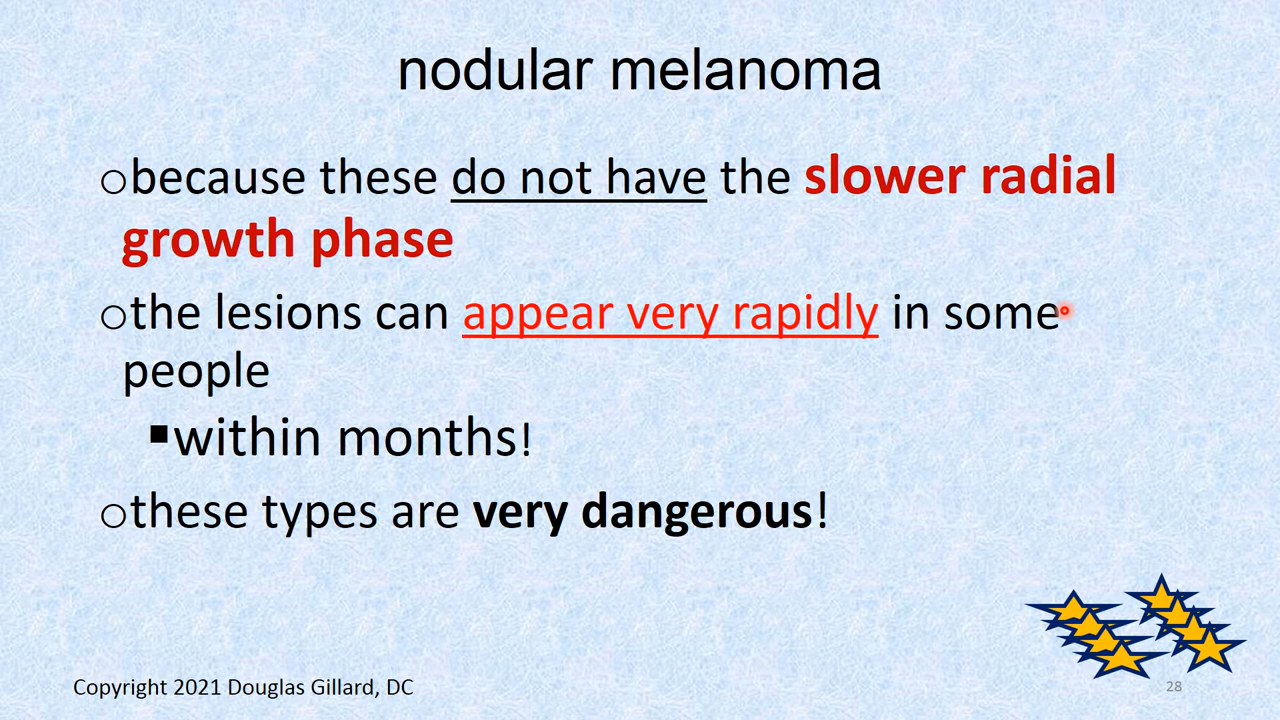 nodular melanoma
because these do not have the slower radial
growth phase
the lesions can appear very rapidly in some
people
within months!
these types are very dangerous!
Copyright 2021 Douglas Gillard, DC
28